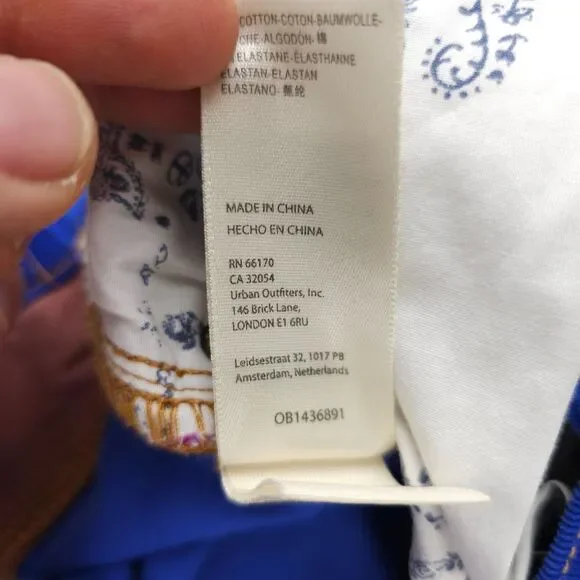 COTTON-COTON-BAUMWOLLE-
ALGODÓN-棉
ELASTANE-ÉLASTHANNE
ELASTAN-ELASTAN
ELASTANO-氨纶
MADE IN CHINA
HECHO EN CHINA
RN 66170
CA 32054
Urban Outfiters, Inc.
146 Brick Lane,
LONDON E1 6RU
Leidsestraat 32, 1017 PB
Amsterdam, Netherlands
OB1436891